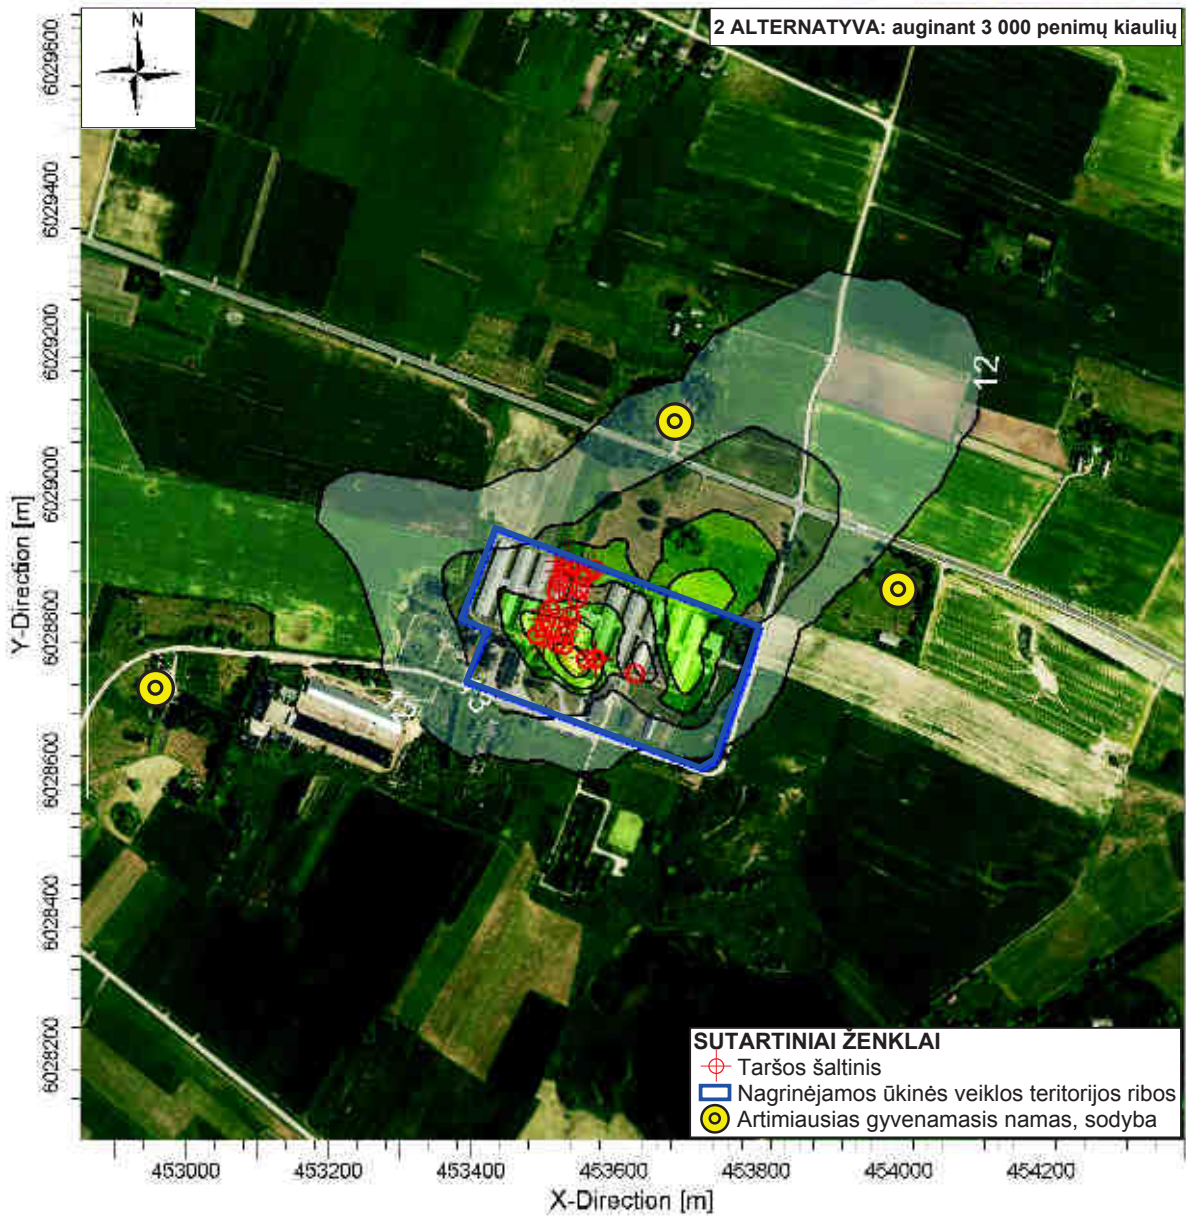 N
2 ALTERNATYVA: auginant 3 000 penimų kiaulių
6029600
6029400
6029200
6029000
6028800
6028600
6028400
6028200
Y-Direction [m]
12
SUTARTINIAI ŽENKLAI
Taršos šaltinis
Nagrinėjamos ūkinės veiklos teritorijos ribos
Artimiausias gyvenamasis namas, sodyba
453000 453200 453400 453600 453800 454000 454200
X-Direction [m]